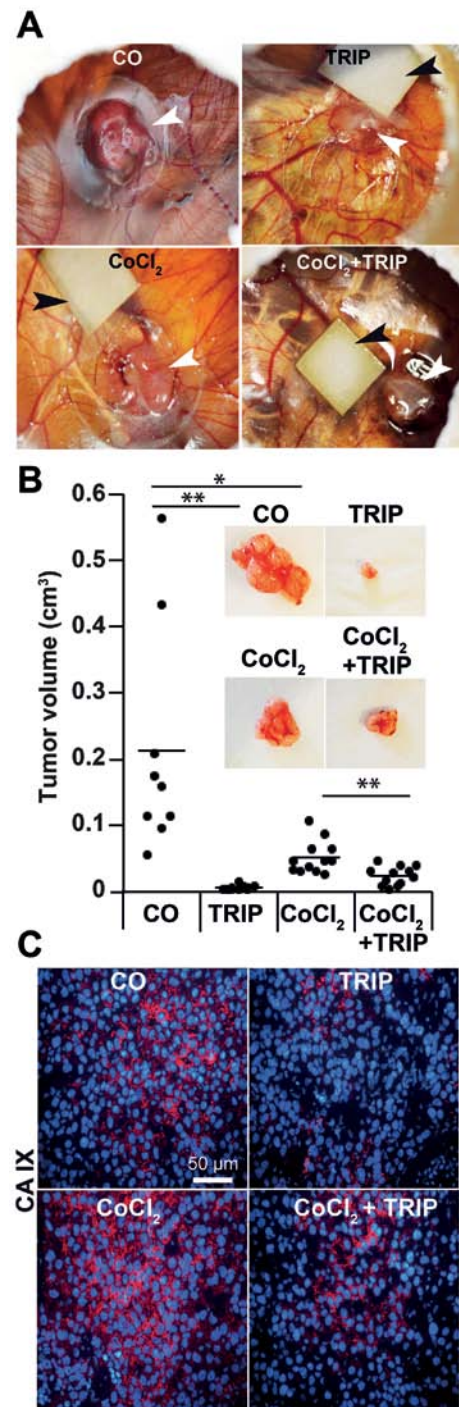 A
CO
TRIP
CoCl₂
CoCl₂+TRIP
B
Tumor volume (cm³)
0.6
0.5
0.4
0.3
0.2
0.1
0
*
**
CO
TRIP
CoCl₂
CoCl₂
+TRIP
**
CO
TRIP
CoCl₂
CoCl₂
+TRIP
C
CA IX
CO
TRIP
50 µm
CoCl₂
CoCl₂ + TRIP